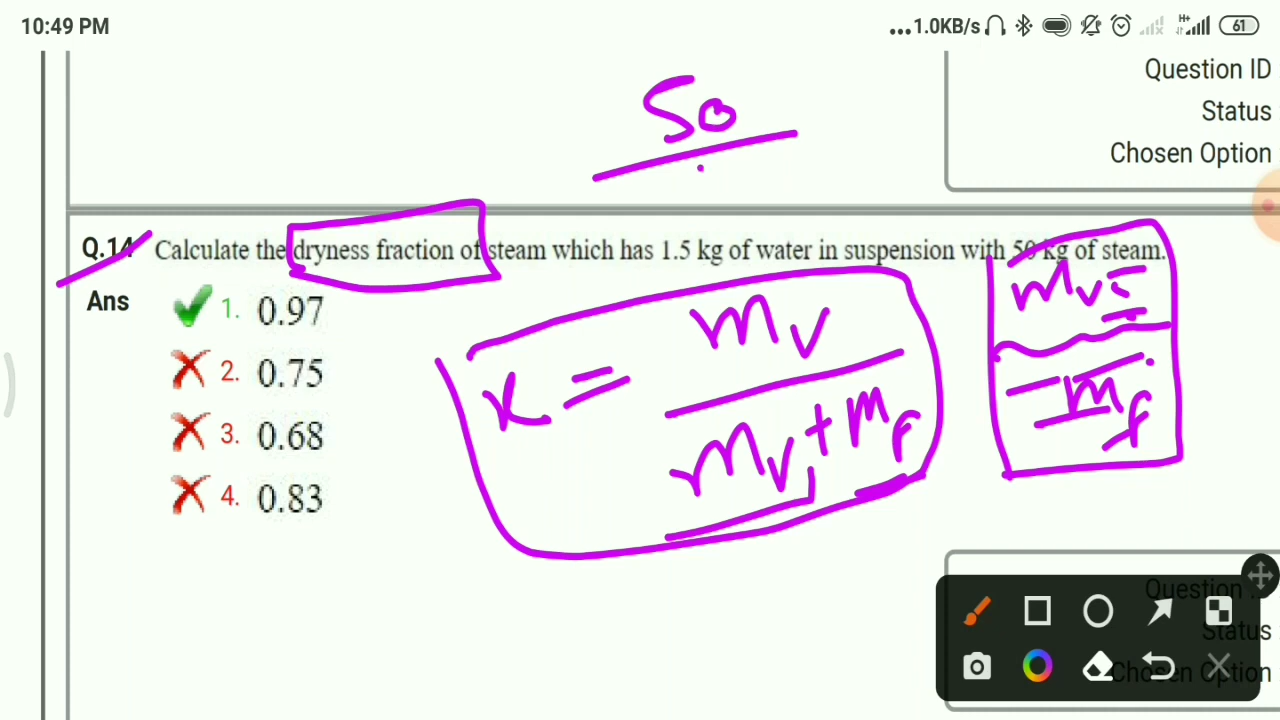 10:49 PM
...1.0KB/s H+ 61
Question ID
Status
Chosen Option
50
Q.14 Calculate the dryness fraction of steam which has 1.5 kg of water in suspension with 50 kg of steam.
Ans 1. 0.97
2. 0.75
3. 0.68
4. 0.83
x = mv
mv + mf
mv =
mf
Question
Status
Chosen Option